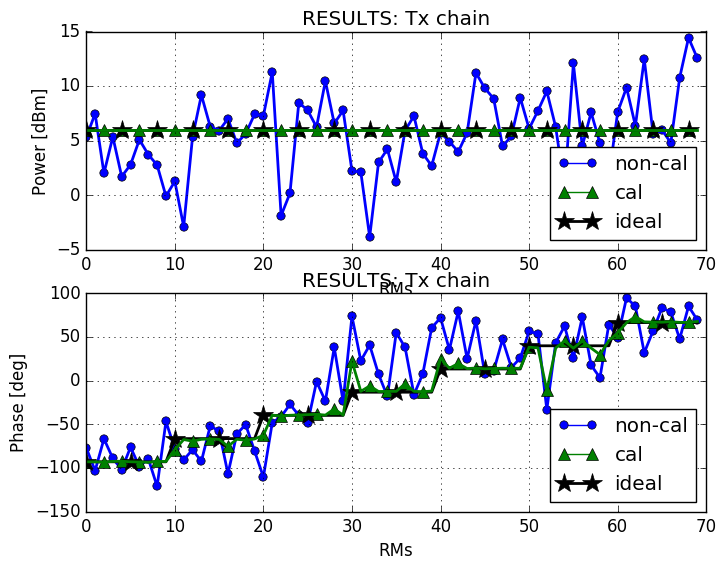 RESULTS: Tx chain
15
10
5
0
−5
Power [dBm]
non-cal
cal
ideal
0 10 20 30 40 50 60 70
RMs
RESULTS: Tx chain
100
50
0
−50
−100
−150
Phase [deg]
non-cal
cal
ideal
0 10 20 30 40 50 60 70
RMs